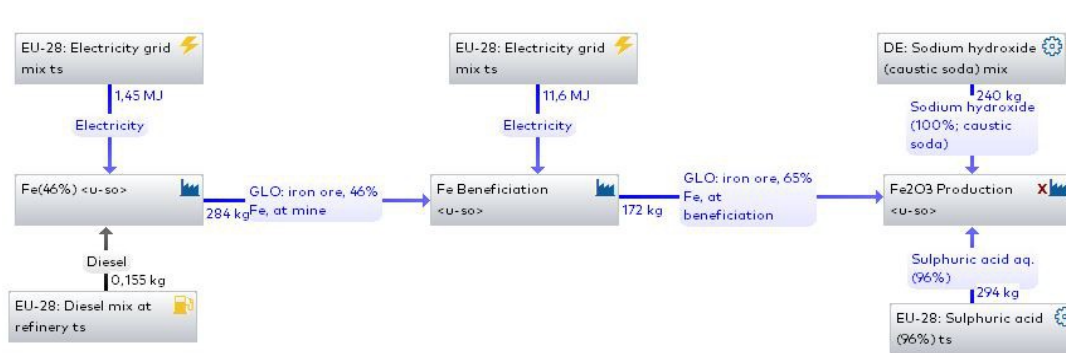 EU-28: Electricity grid
mix ts
1,45 MJ
Electricity
Fe(46%) <u-so>
284 kg
GLO: iron ore, 46%
Fe, at mine
Diesel
0,155 kg
EU-28: Diesel mix at
refinery ts
EU-28: Electricity grid
mix ts
11,6 MJ
Electricity
Fe Beneficiation
<u-so>
172 kg
GLO: iron ore, 65%
Fe, at
beneficiation
DE: Sodium hydroxide
(caustic soda) mix
240 kg
Sodium hydroxide
(100%; caustic
soda)
Fe2O3 Production
X
<u-so>
Sulphuric acid aq.
(96%)
294 kg
EU-28: Sulphuric acid
(96%) ts